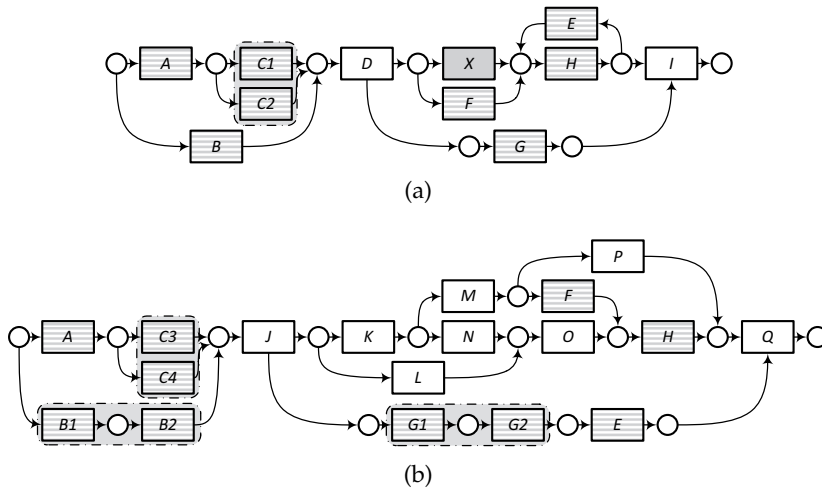 E
A C1 D X H I
C2 F
B G
(a)
P
M F
A C3 J K N O H Q
C4 L
B1 B2 G1 G2 E
(b)